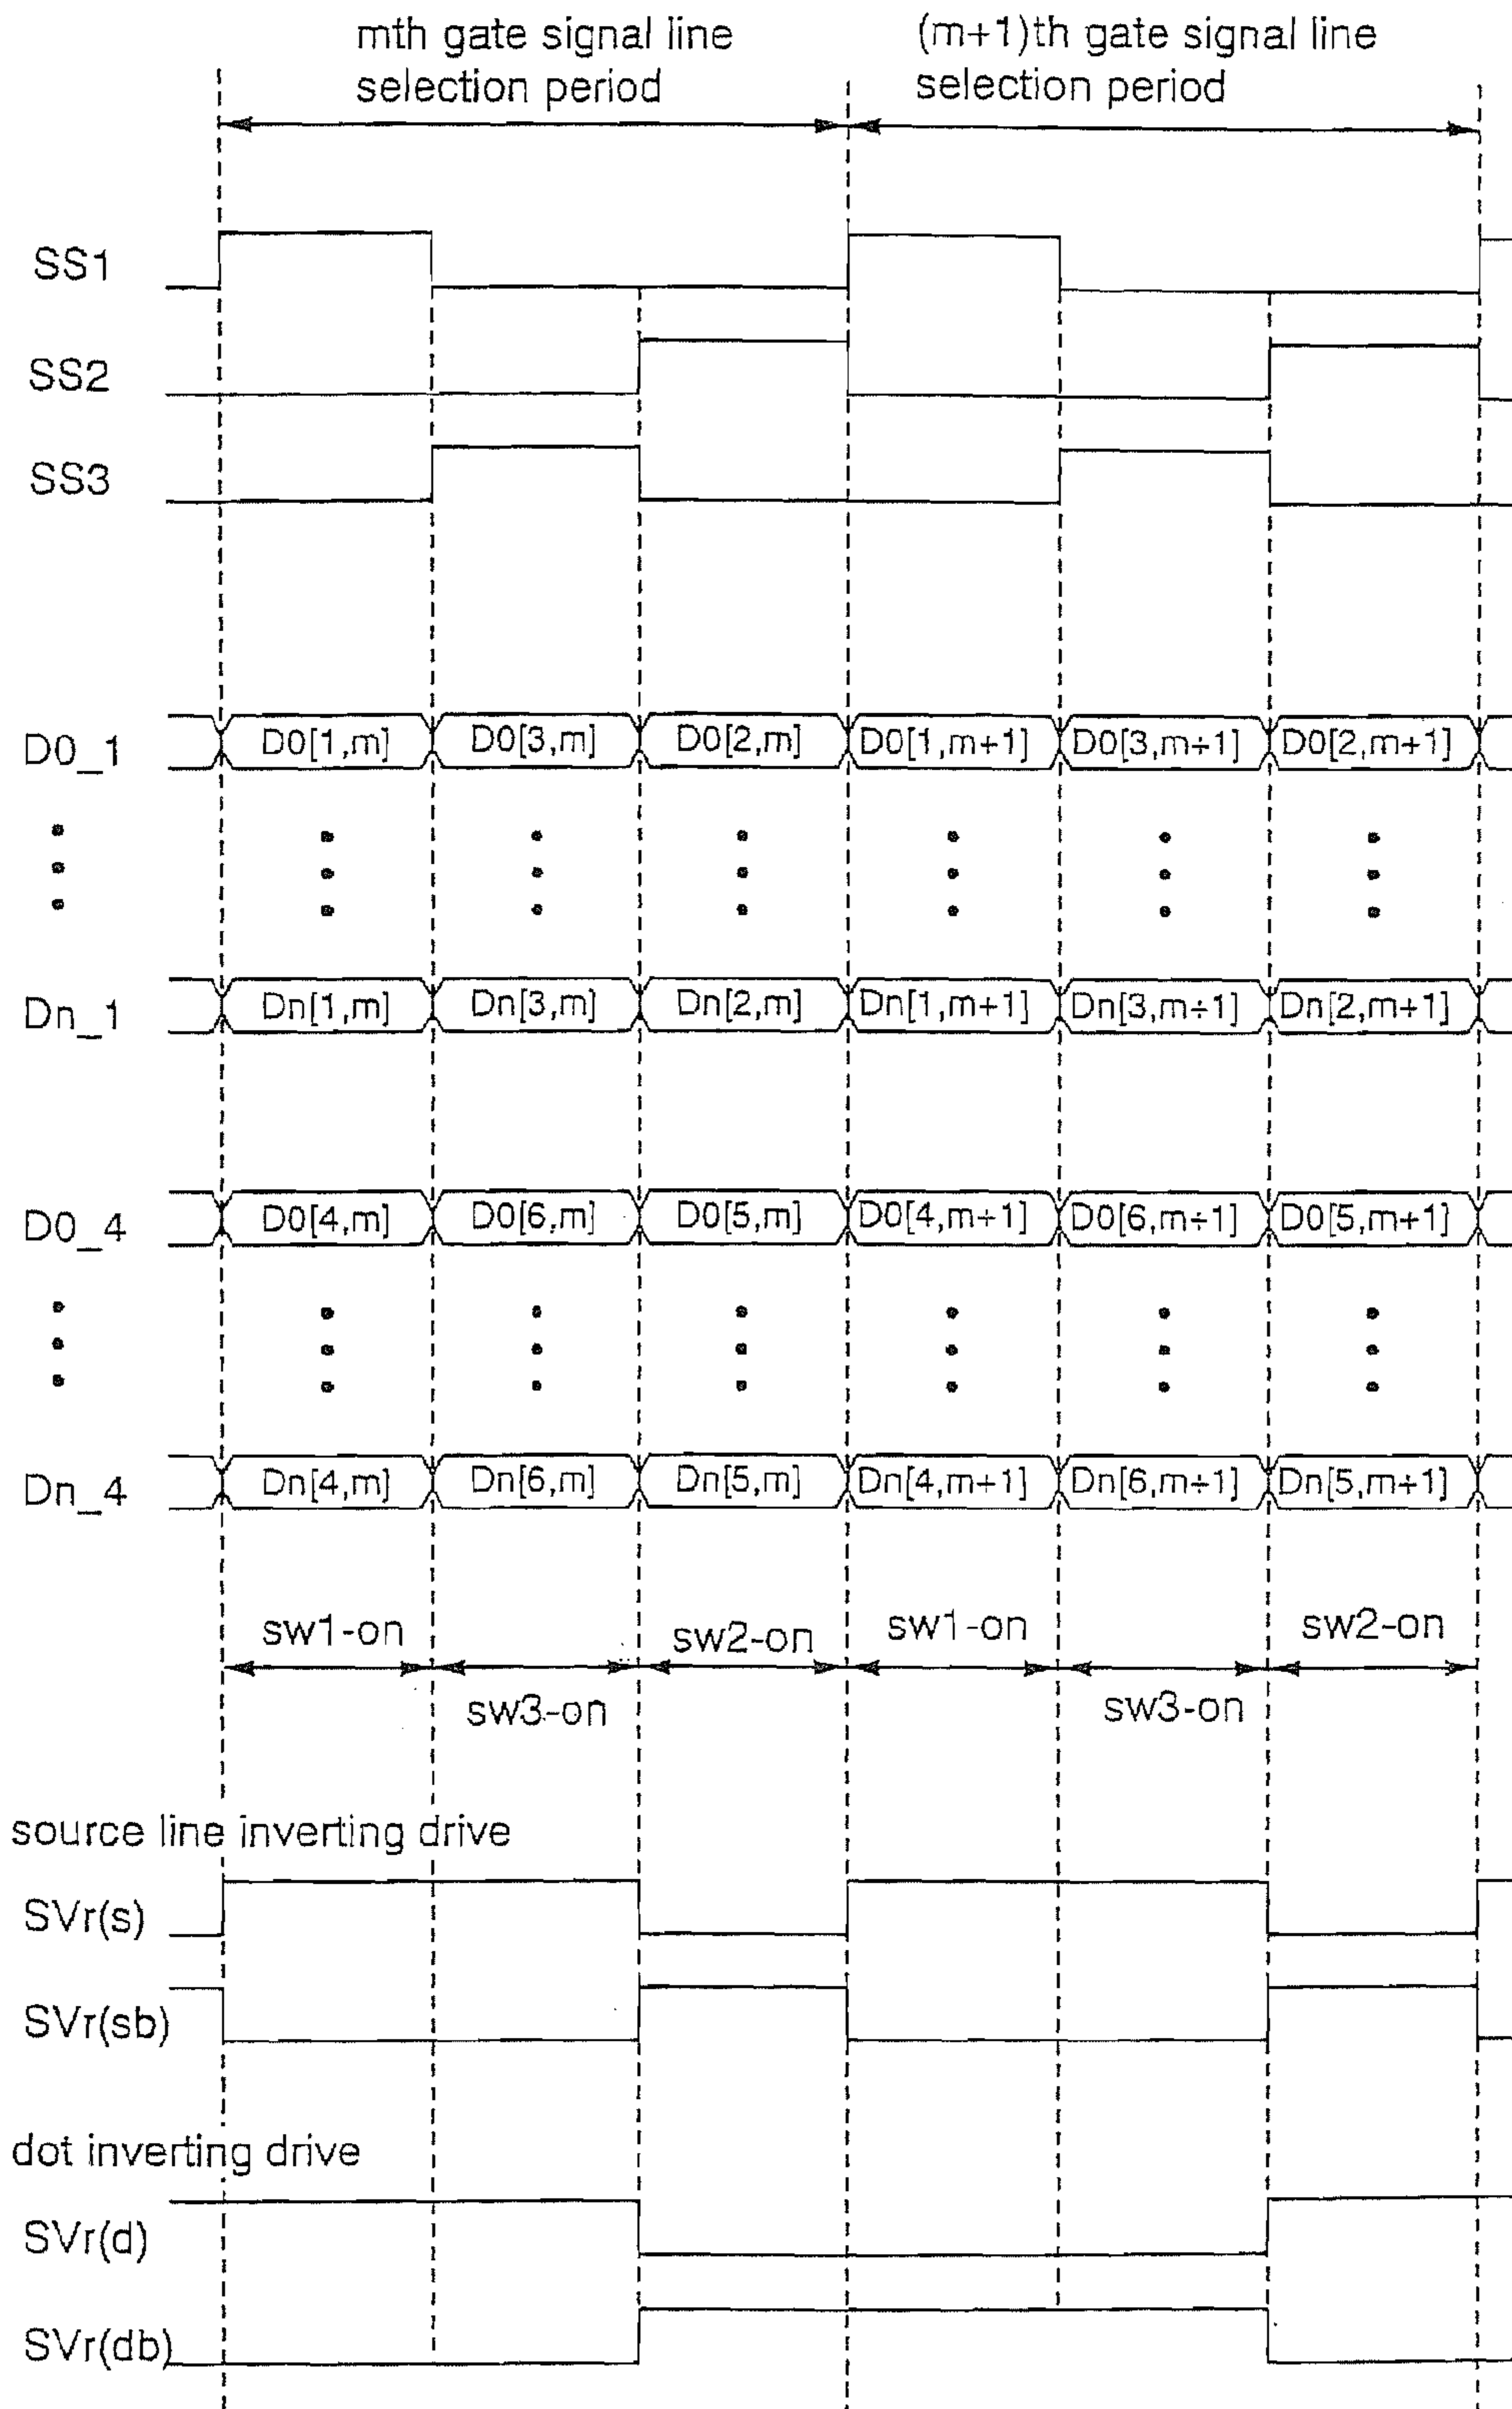 mth gate signal line
selection period
(m+1)th gate signal line
selection period
SS1
SS2
SS3
D0_1 D0[1,m] D0[3,m] D0[2,m] D0[1,m+1] D0[3,m+1] D0[2,m+1]
Dn_1 Dn[1,m] Dn[3,m] Dn[2,m] Dn[1,m+1] Dn[3,m+1] Dn[2,m+1]
D0_4 D0[4,m] D0[6,m] D0[5,m] D0[4,m+1] D0[6,m+1] D0[5,m+1]
Dn_4 Dn[4,m] Dn[6,m] Dn[5,m] Dn[4,m+1] Dn[6,m+1] Dn[5,m+1]
sw1-on sw2-on sw1-on sw2-on
sw3-on sw3-on
source line inverting drive
SVr(s)
SVr(sb)
dot inverting drive
SVr(d)
SVr(db)